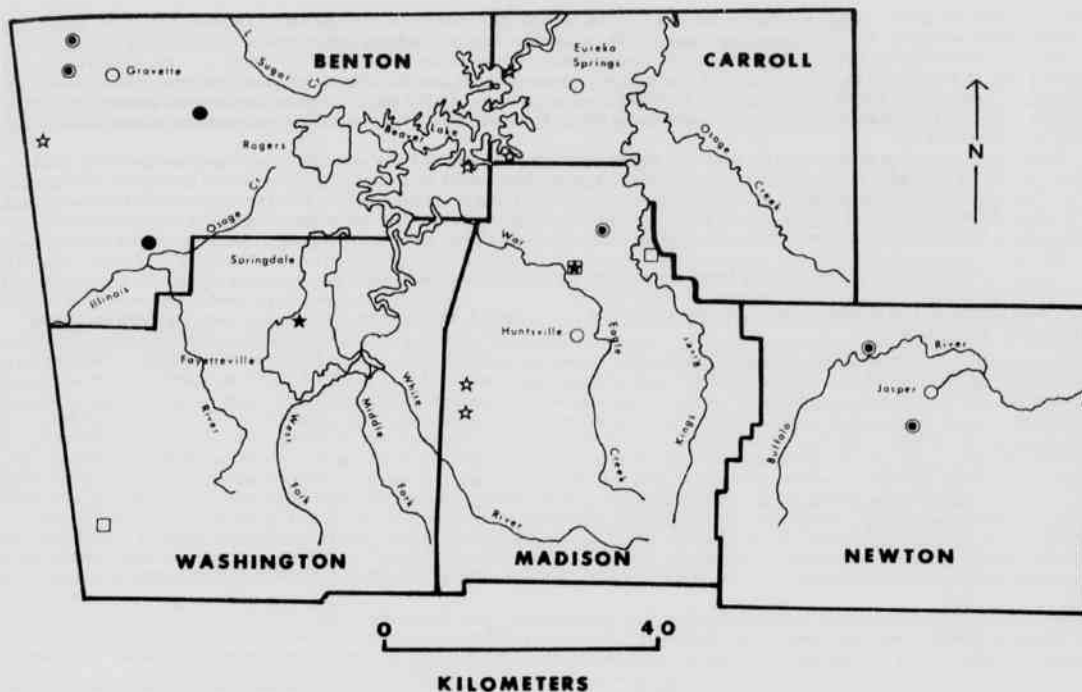 BENTON
Eureka
Springs
CARROLL
Gravette
L. Sugar Cr.
Beaver Lake
Rogers
Osage
Creek
N
Osage Cr.
War
Springdale
Illinois
Huntsville
Eagle
River
Fayetteville
River
Jasper
River
White
Kings
Buffalo
West
Middle
Creek
Fork
Fork
River
WASHINGTON
MADISON
NEWTON
0 40
KILOMETERS